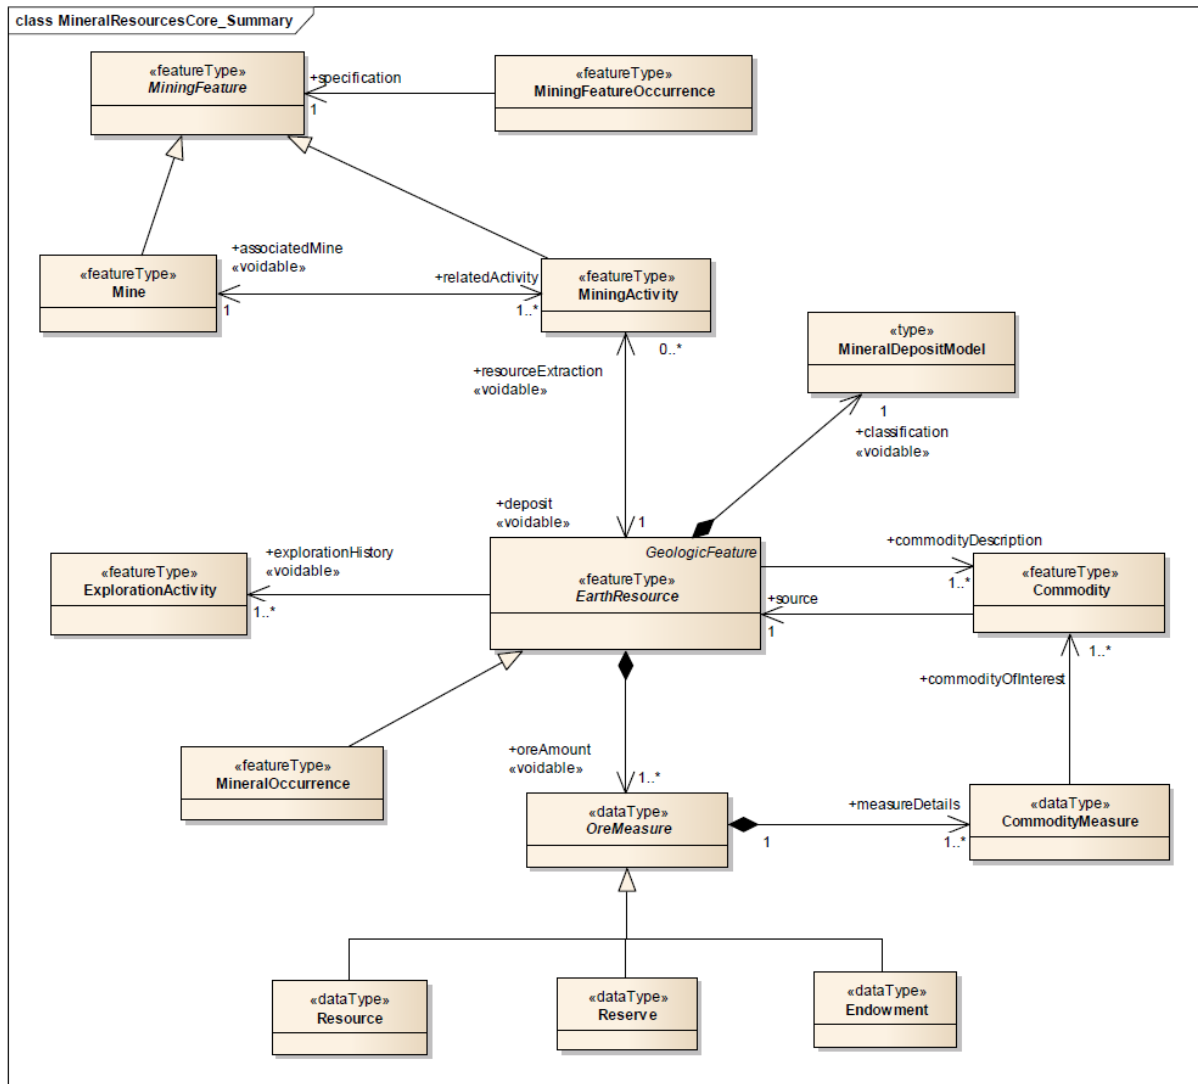 class MineralResourcesCore_Summary
«featureType»
MiningFeature
+specification
1
«featureType»
MiningFeatureOccurrence
+associatedMine
«voidable»
«featureType»
Mine
1
+relatedActivity
1..*
«featureType»
MiningActivity
0..*
+resourceExtraction
«voidable»
«type»
MineralDepositModel
1
+classification
«voidable»
+deposit
«voidable»
1
GeologicFeature
«featureType»
EarthResource
+explorationHistory
«voidable»
1..*
«featureType»
ExplorationActivity
+commodityDescription
1..*
+source
1
«featureType»
Commodity
1..*
+commodityOfInterest
«featureType»
MineralOccurrence
+oreAmount
«voidable»
1..*
«dataType»
OreMeasure
+measureDetails
1
1..*
«dataType»
CommodityMeasure
«dataType»
Resource
«dataType»
Reserve
«dataType»
Endowment